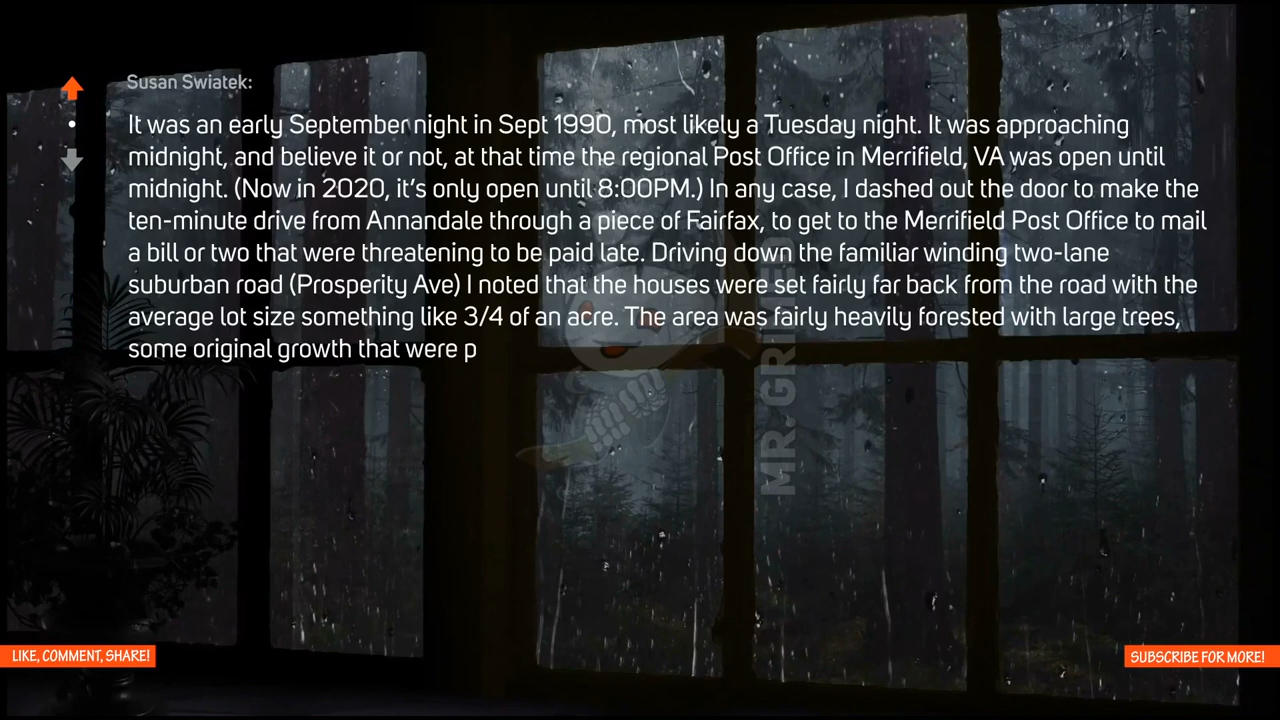 Susan Swiatek:
It was an early September night in Sept 1990, most likely a Tuesday night. It was approaching
midnight, and believe it or not, at that time the regional Post Office in Merrifield, VA was open until
midnight. (Now in 2020, it's only open until 8:00PM.) In any case, I dashed out the door to make the
ten-minute drive from Annandale through a piece of Fairfax, to get to the Merrifield Post Office to mail
a bill or two that were threatening to be paid late. Driving down the familiar winding two-lane
suburban road (Prosperity Ave) I noted that the houses were set fairly far back from the road with the
average lot size something like 3/4 of an acre. The area was fairly heavily forested with large trees,
some original growth that were p
MR. GRINNED
LIKE, COMMENT, SHARE!
SUBSCRIBE FOR MORE!